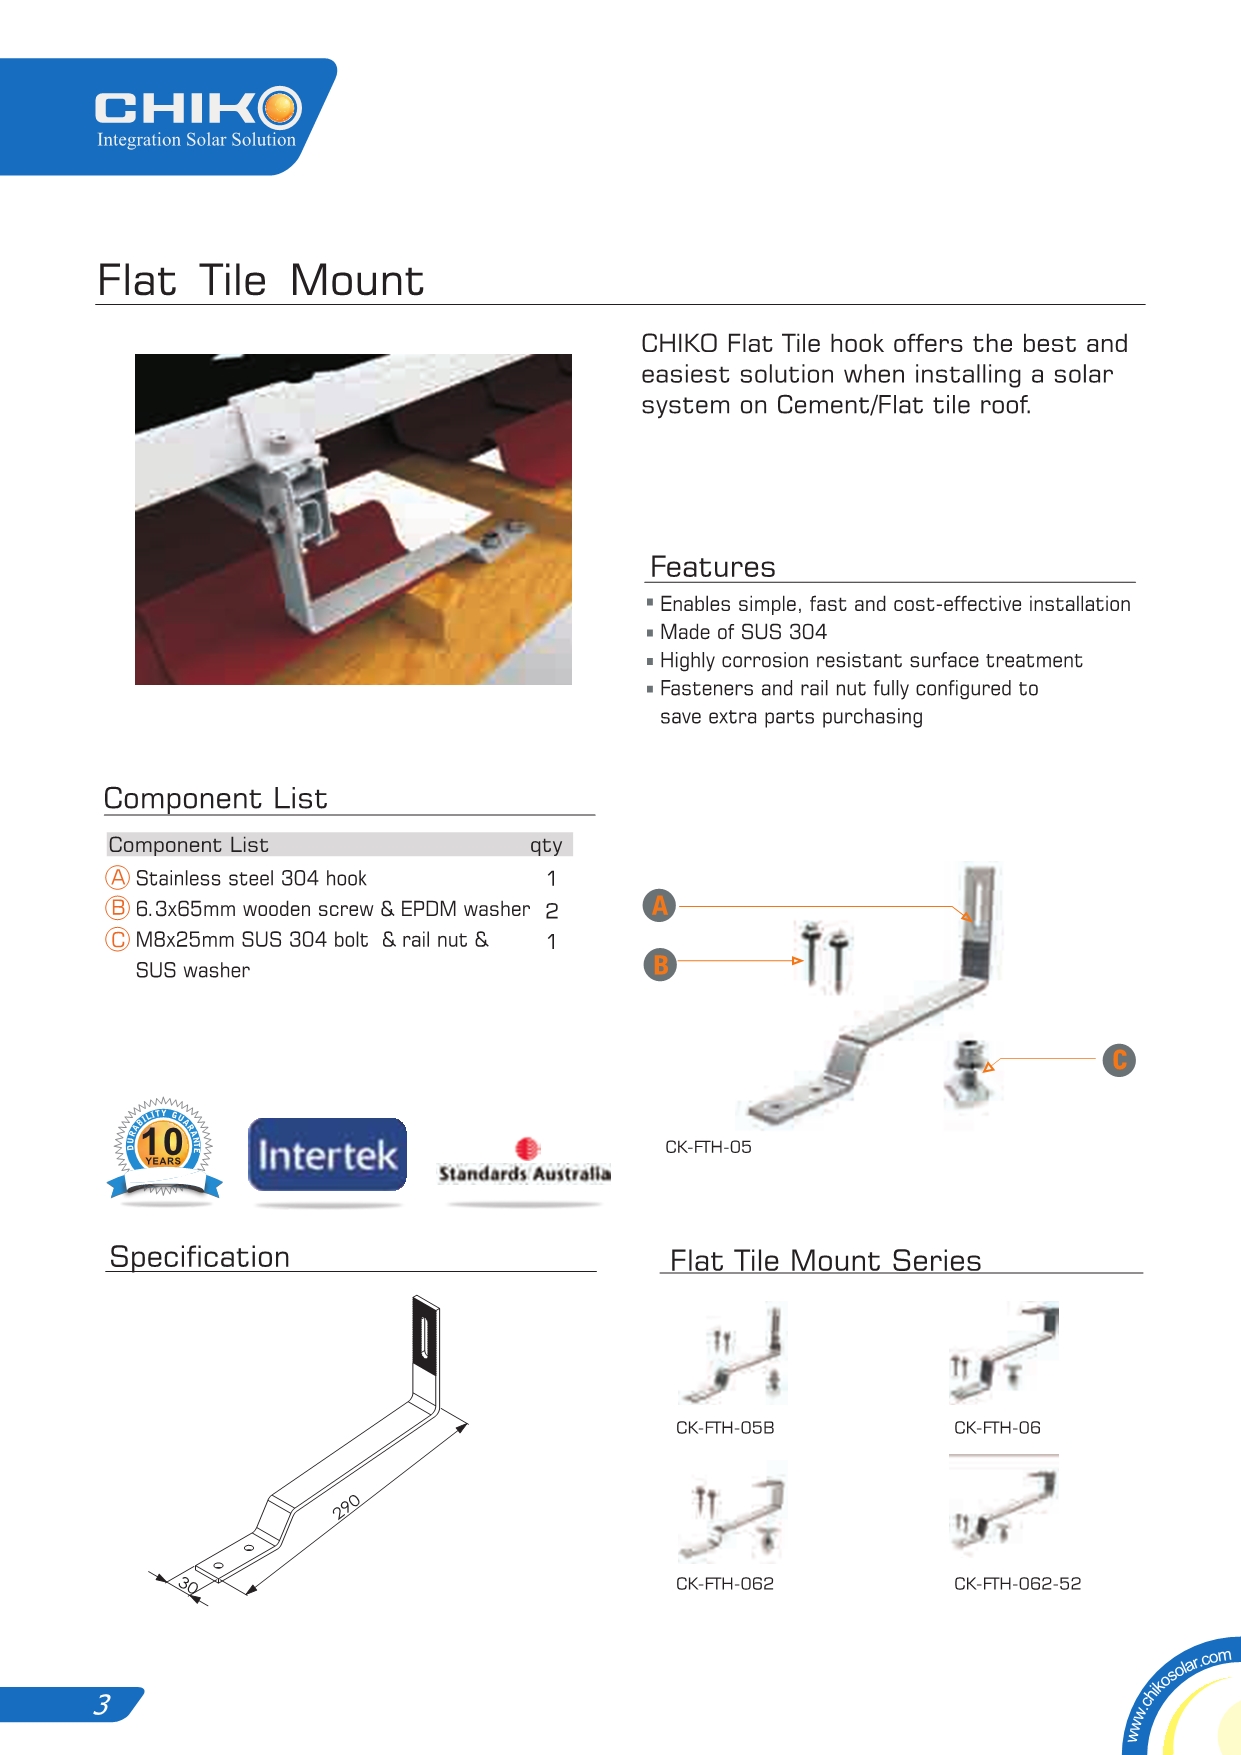 CHIKO
Integration Solar Solution
Flat Tile Mount
CHIKO Flat Tile hook offers the best and
easiest solution when installing a solar
system on Cement/Flat tile roof.
Features
Enables simple, fast and cost-effective installation
Made of SUS 304
Highly corrosion resistant surface treatment
Fasteners and rail nut fully configured to
save extra parts purchasing
Component List
Component List qty
A Stainless steel 304 hook 1
B 6.3x65mm wooden screw & EPDM washer 2
C M8x25mm SUS 304 bolt & rail nut & 1
SUS washer
A
B
C
CK-FTH-05
DURABILITY GUARANTEE
10
YEARS
Intertek
Standards Australia
Specification
290
30
Flat Tile Mount Series
CK-FTH-05B
CK-FTH-06
CK-FTH-062
CK-FTH-062-52
3
www.chikosolar.com